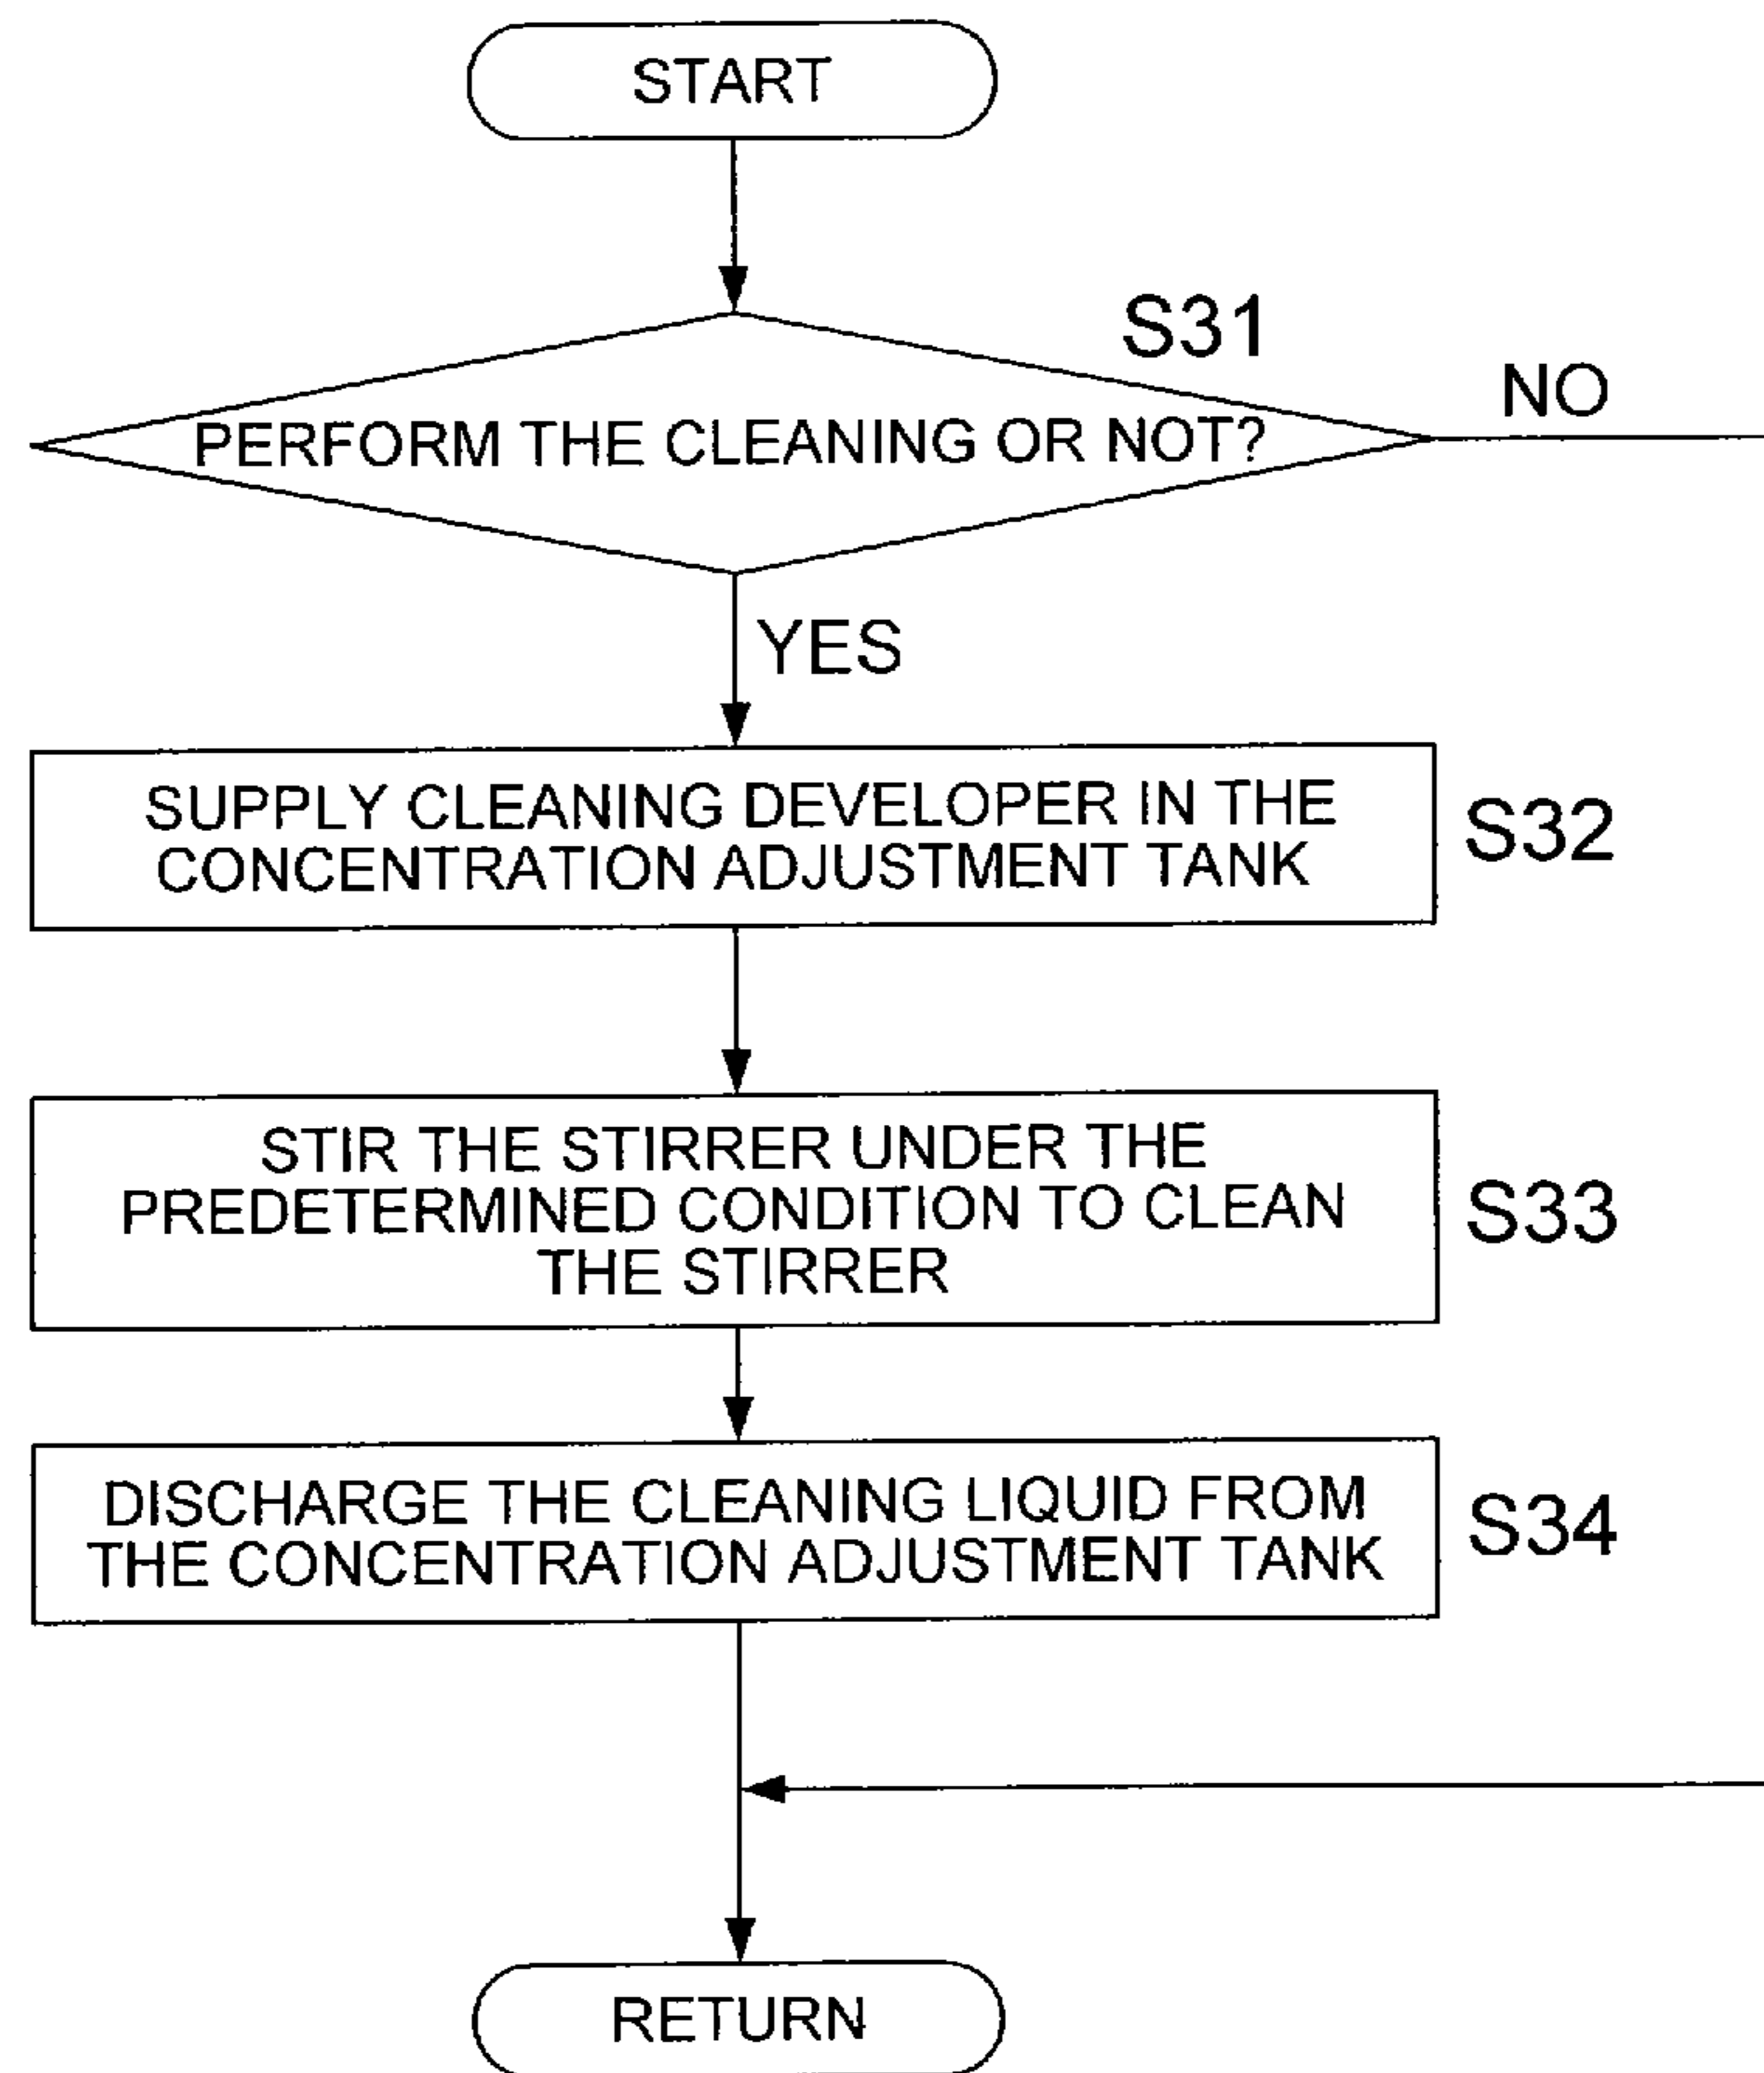 START
S31
NO
PERFORM THE CLEANING OR NOT?
YES
SUPPLY CLEANING DEVELOPER IN THE
CONCENTRATION ADJUSTMENT TANK
S32
STIR THE STIRRER UNDER THE
PREDETERMINED CONDITION TO CLEAN
THE STIRRER
S33
DISCHARGE THE CLEANING LIQUID FROM
THE CONCENTRATION ADJUSTMENT TANK
S34
RETURN